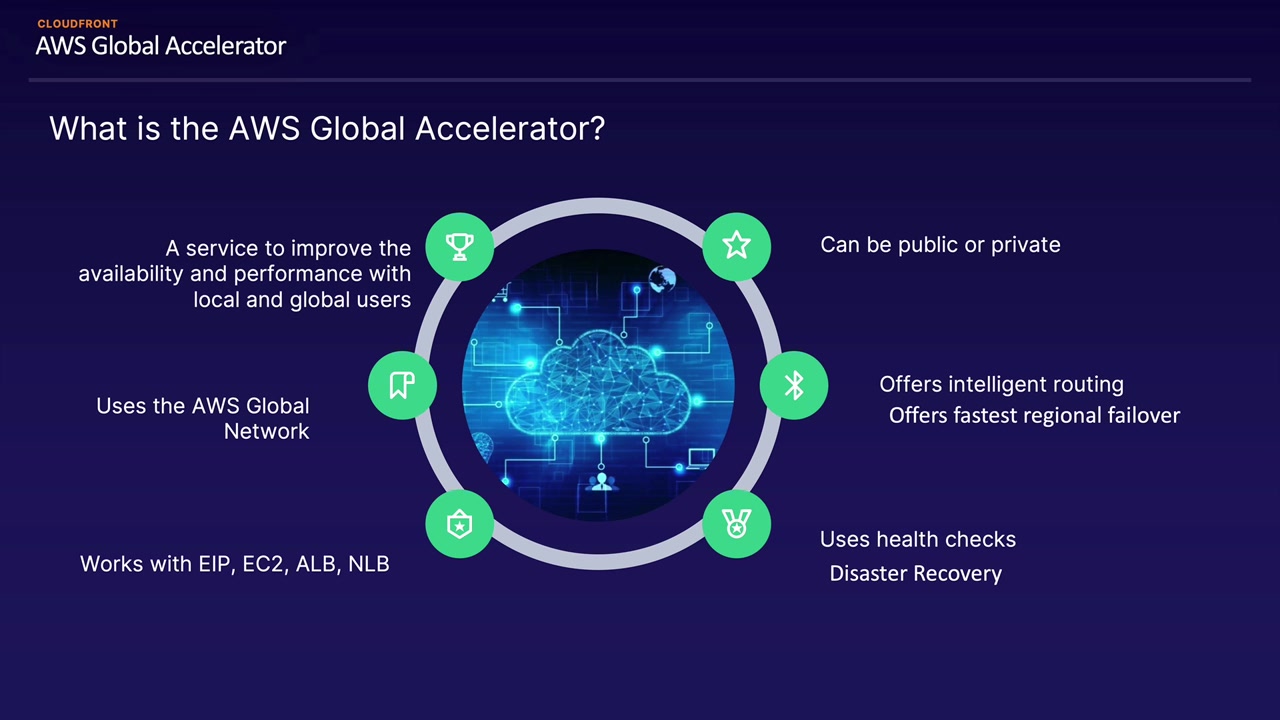 CLOUDFRONT
AWS Global Accelerator
What is the AWS Global Accelerator?
A service to improve the
availability and performance with
local and global users
Uses the AWS Global
Network
Works with EIP, EC2, ALB, NLB
Can be public or private
Offers intelligent routing
Offers fastest regional failover
Uses health checks
Disaster Recovery